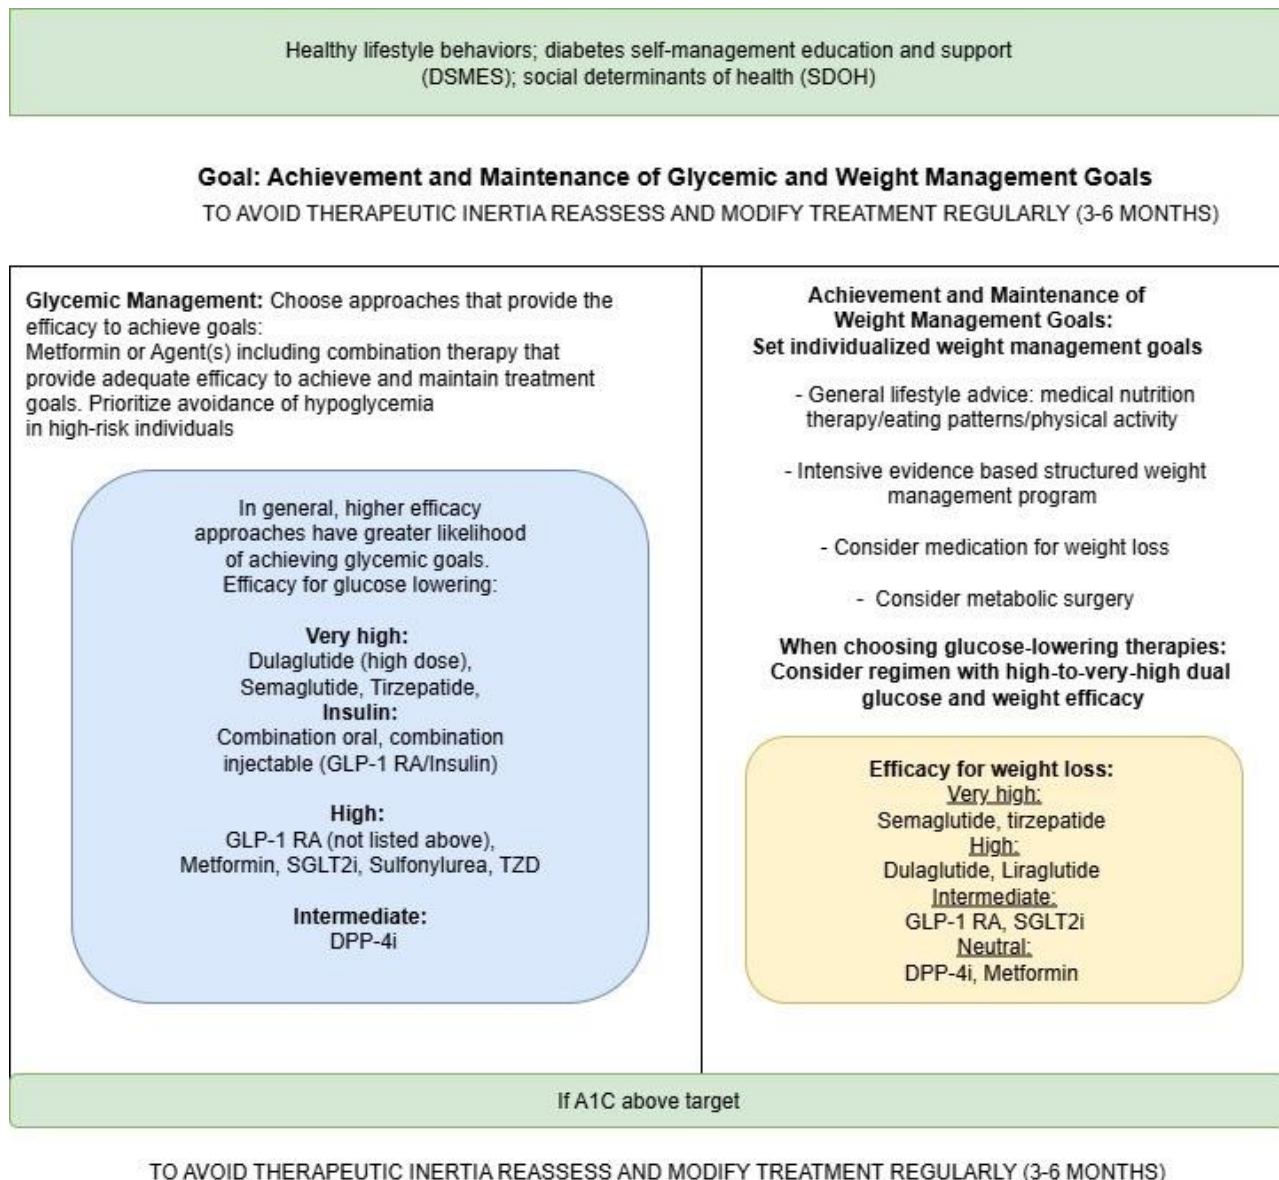 Healthy lifestyle behaviors; diabetes self-management education and support
(DSMES); social determinants of health (SDOH)
Goal: Achievement and Maintenance of Glycemic and Weight Management Goals
TO AVOID THERAPEUTIC INERTIA REASSESS AND MODIFY TREATMENT REGULARLY (3-6 MONTHS)
Glycemic Management: Choose approaches that provide the
efficacy to achieve goals:
Metformin or Agent(s) including combination therapy that
provide adequate efficacy to achieve and maintain treatment
goals. Prioritize avoidance of hypoglycemia
in high-risk individuals
In general, higher efficacy
approaches have greater likelihood
of achieving glycemic goals.
Efficacy for glucose lowering:
Very high:
Dulaglutide (high dose),
Semaglutide, Tirzepatide,
Insulin:
Combination oral, combination
injectable (GLP-1 RA/Insulin)
High:
GLP-1 RA (not listed above),
Metformin, SGLT2i, Sulfonylurea, TZD
Intermediate:
DPP-4i
Achievement and Maintenance of
Weight Management Goals:
Set individualized weight management goals
- General lifestyle advice: medical nutrition
therapy/eating patterns/physical activity
- Intensive evidence based structured weight
management program
- Consider medication for weight loss
- Consider metabolic surgery
When choosing glucose-lowering therapies:
Consider regimen with high-to-very-high dual
glucose and weight efficacy
Efficacy for weight loss:
Very high:
Semaglutide, tirzepatide
High:
Dulaglutide, Liraglutide
Intermediate:
GLP-1 RA, SGLT2i
Neutral:
DPP-4i, Metformin
If A1C above target
TO AVOID THERAPEUTIC INERTIA REASSESS AND MODIFY TREATMENT REGULARLY (3-6 MONTHS)